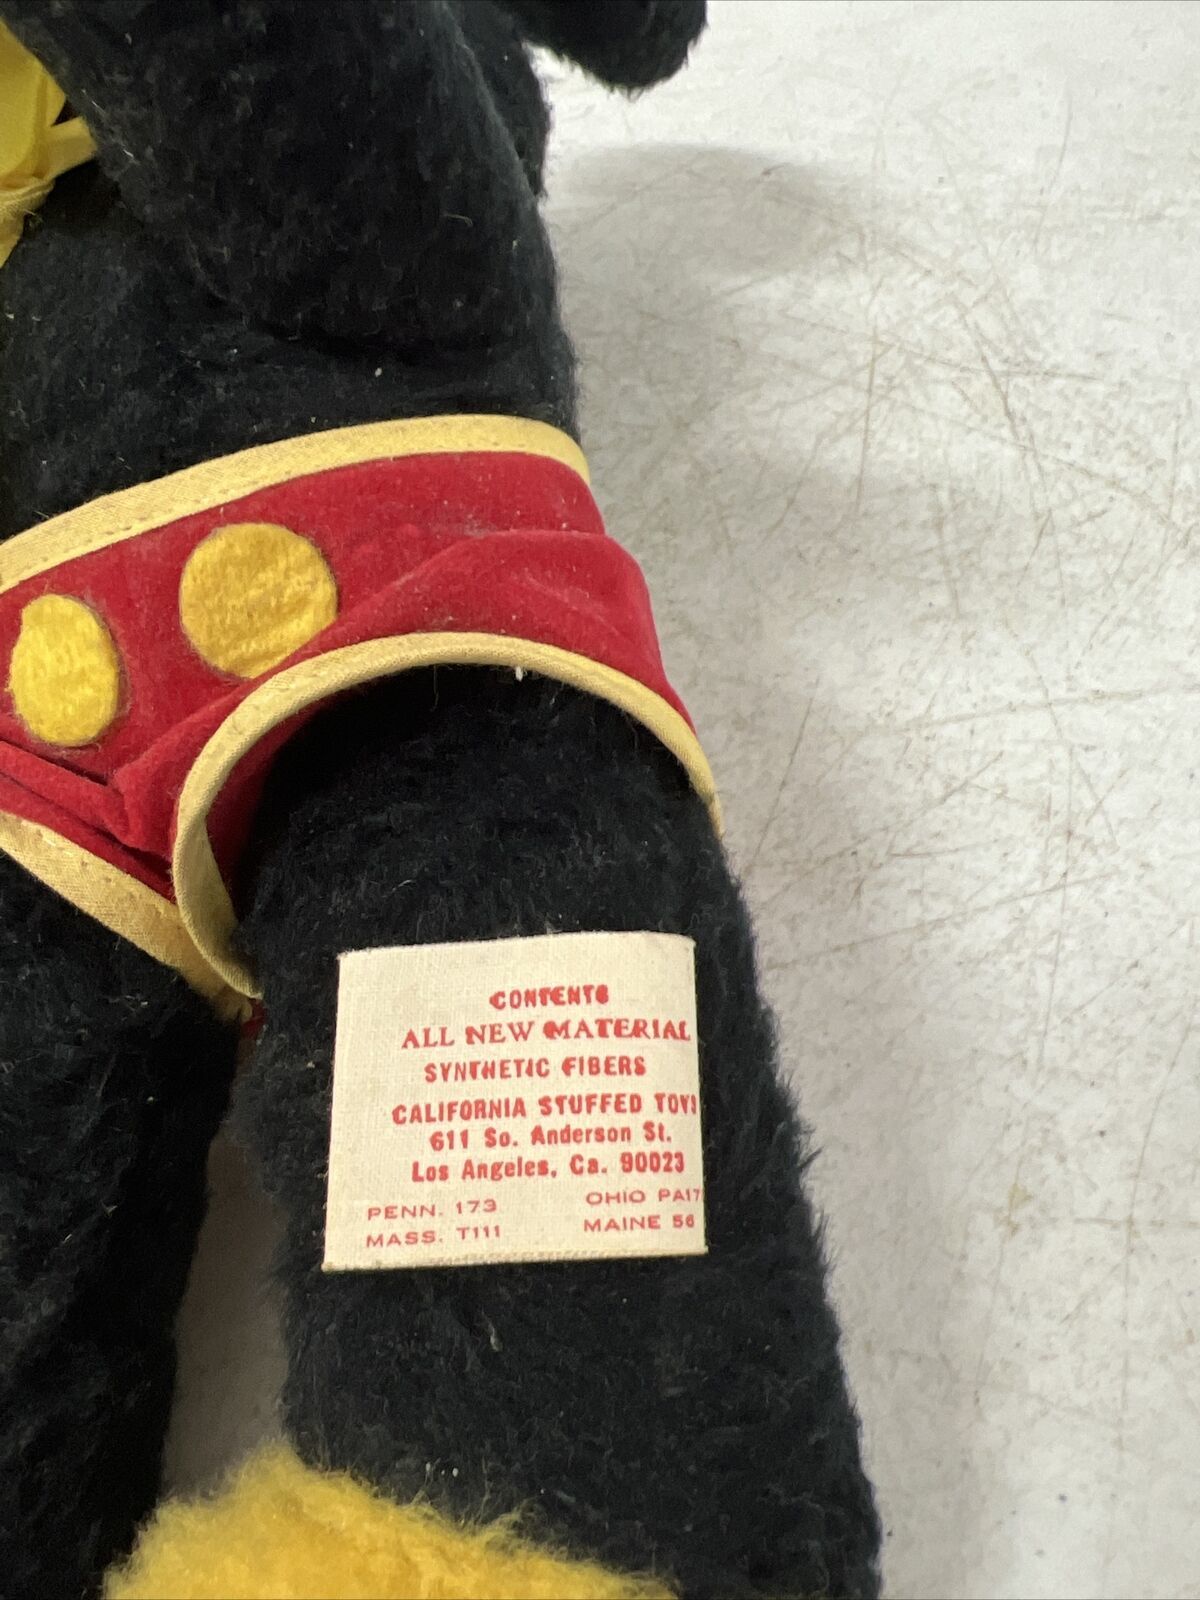 CONTENTS
ALL NEW MATERIAL
SYNTHETIC FIBERS
CALIFORNIA STUFFED TOYS
611 So. Anderson St.
Los Angeles, Ca. 90023
PENN. 173 OHIO PA17
MASS. T111 MAINE 56